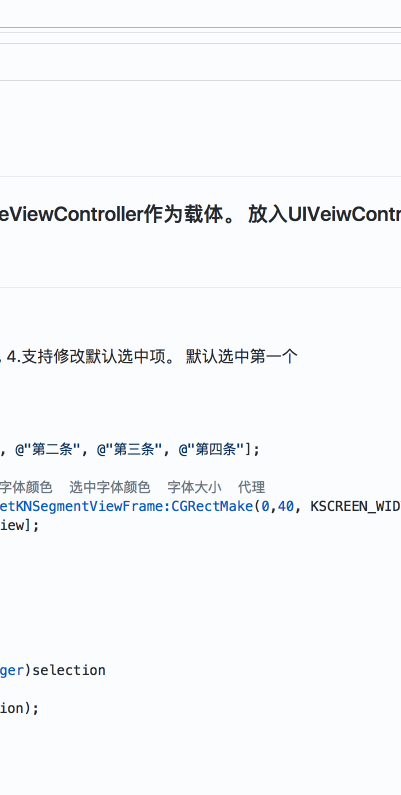 eViewController作为载体。 放入UIVeiwContr
, 4.支持修改默认选中项。 默认选中第一个
, @"第二条", @"第三条", @"第四条"];
字体颜色 选中字体颜色 字体大小 代理
etKNSegmentViewFrame:CGRectMake(0,40, KSCREEN_WID
iew];
ger)selection
ion);